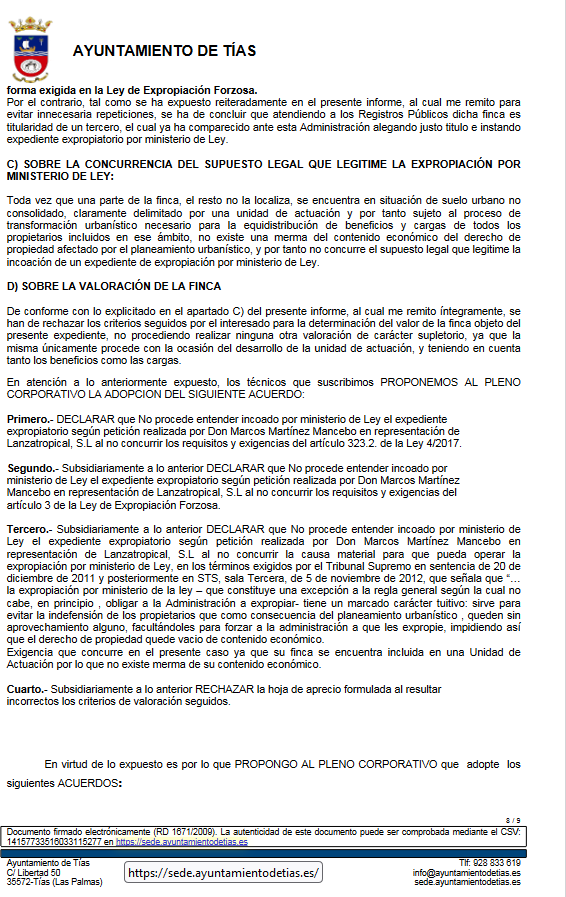 AYUNTAMIENTO DE TÍAS
forma exigida en la Ley de Expropiación Forzosa.
Por el contrario, tal como se ha expuesto reiteradamente en el presente informe, al cual me remito para
evitar innecesaria repeticiones, se ha de concluir que atendiendo a los Registros Públicos dicha finca es
titularidad de un tercero, el cual ya ha comparecido ante esta Administración alegando justo titulo e instando
expediente expropiatorio por ministerio de Ley.
C) SOBRE LA CONCURRENCIA DEL SUPUESTO LEGAL QUE LEGITIME LA EXPROPIACIÓN POR
MINISTERIO DE LEY:
Toda vez que una parte de la finca, el resto no la localiza, se encuentra en situación de suelo urbano no
consolidado, claramente delimitado por una unidad de actuación y por tanto sujeto al proceso de
transformación urbanístico necesario para la equidistribución de beneficios y cargas de todos los
propietarios incluidos en ese ámbito, no existe una merma del contenido económico del derecho de
propiedad afectado por el planeamiento urbanístico, y por tanto no concurre el supuesto legal que legitime la
incoación de un expediente de expropiación por ministerio de Ley.
D) SOBRE LA VALORACIÓN DE LA FINCA
De conforme con lo explicitado en el apartado C) del presente informe, al cual me remito íntegramente, se
han de rechazar los criterios seguidos por el interesado para la determinación del valor de la finca objeto del
presente expediente, no procediendo realizar ninguna otra valoración de carácter supletorio, ya que la
misma únicamente procede con la ocasión del desarrollo de la unidad de actuación, y teniendo en cuenta
tanto los beneficios como las cargas.
En atención a lo anteriormente expuesto, los técnicos que suscribimos PROPONEMOS AL PLENO
CORPORATIVO LA ADOPCION DEL SIGUIENTE ACUERDO:
Primero.- DECLARAR que No procede entender incoado por ministerio de Ley el expediente
expropiatorio según petición realizada por Don Marcos Martínez Mancebo en representación de
Lanzatropical, S.L al no concurrir los requisitos y exigencias del artículo 323.2. de la Ley 4/2017.
Segundo.- Subsidiariamente a lo anterior DECLARAR que No procede entender incoado por
ministerio de Ley el expediente expropiatorio según petición realizada por Don Marcos Martínez
Mancebo en representación de Lanzatropical, S.L al no concurrir los requisitos y exigencias del
artículo 3 de la Ley de Expropiación Forzosa.
Tercero.- Subsidiariamente a lo anterior DECLARAR que No procede entender incoado por ministerio de
Ley el expediente expropiatorio según petición realizada por Don Marcos Martínez Mancebo en
representación de Lanzatropical, S.L al no concurrir la causa material para que pueda operar la
expropiación por ministerio de Ley, en los términos exigidos por el Tribunal Supremo en sentencia de 20 de
diciembre de 2011 y posteriormente en STS, sala Tercera, de 5 de noviembre de 2012, que señala que “…
la expropiación por ministerio de la ley – que constituye una excepción a la regla general según la cual no
cabe, en principio , obligar a la Administración a expropiar- tiene un marcado carácter tuitivo: sirve para
evitar la indefensión de los propietarios que como consecuencia del planeamiento urbanístico , queden sin
aprovechamiento alguno, facultándoles para forzar a la administración a que les expropie, impidiendo así
que el derecho de propiedad quede vacio de contenido económico.
Exigencia que concurre en el presente caso ya que su finca se encuentra incluida en una Unidad de
Actuación por lo que no existe merma de su contenido económico.
Cuarto.- Subsidiariamente a lo anterior RECHAZAR la hoja de aprecio formulada al resultar
incorrectos los criterios de valoración seguidos.
En virtud de lo expuesto es por lo que PROPONGO AL PLENO CORPORATIVO que adopte los
siguientes ACUERDOS:
8 / 9
Documento firmado electrónicamente (RD 1671/2009). La autenticidad de este documento puede ser comprobada mediante el CSV:
14157733516033115277 en https://sede.ayuntamientodetias.es
Ayuntamiento de Tías
C/ Libertad 50
35572-Tías (Las Palmas)
https://sede.ayuntamientodetias.es/
Tlf: 928 833 619
info@ayuntamientodetias.es
sede.ayuntamientodetias.es